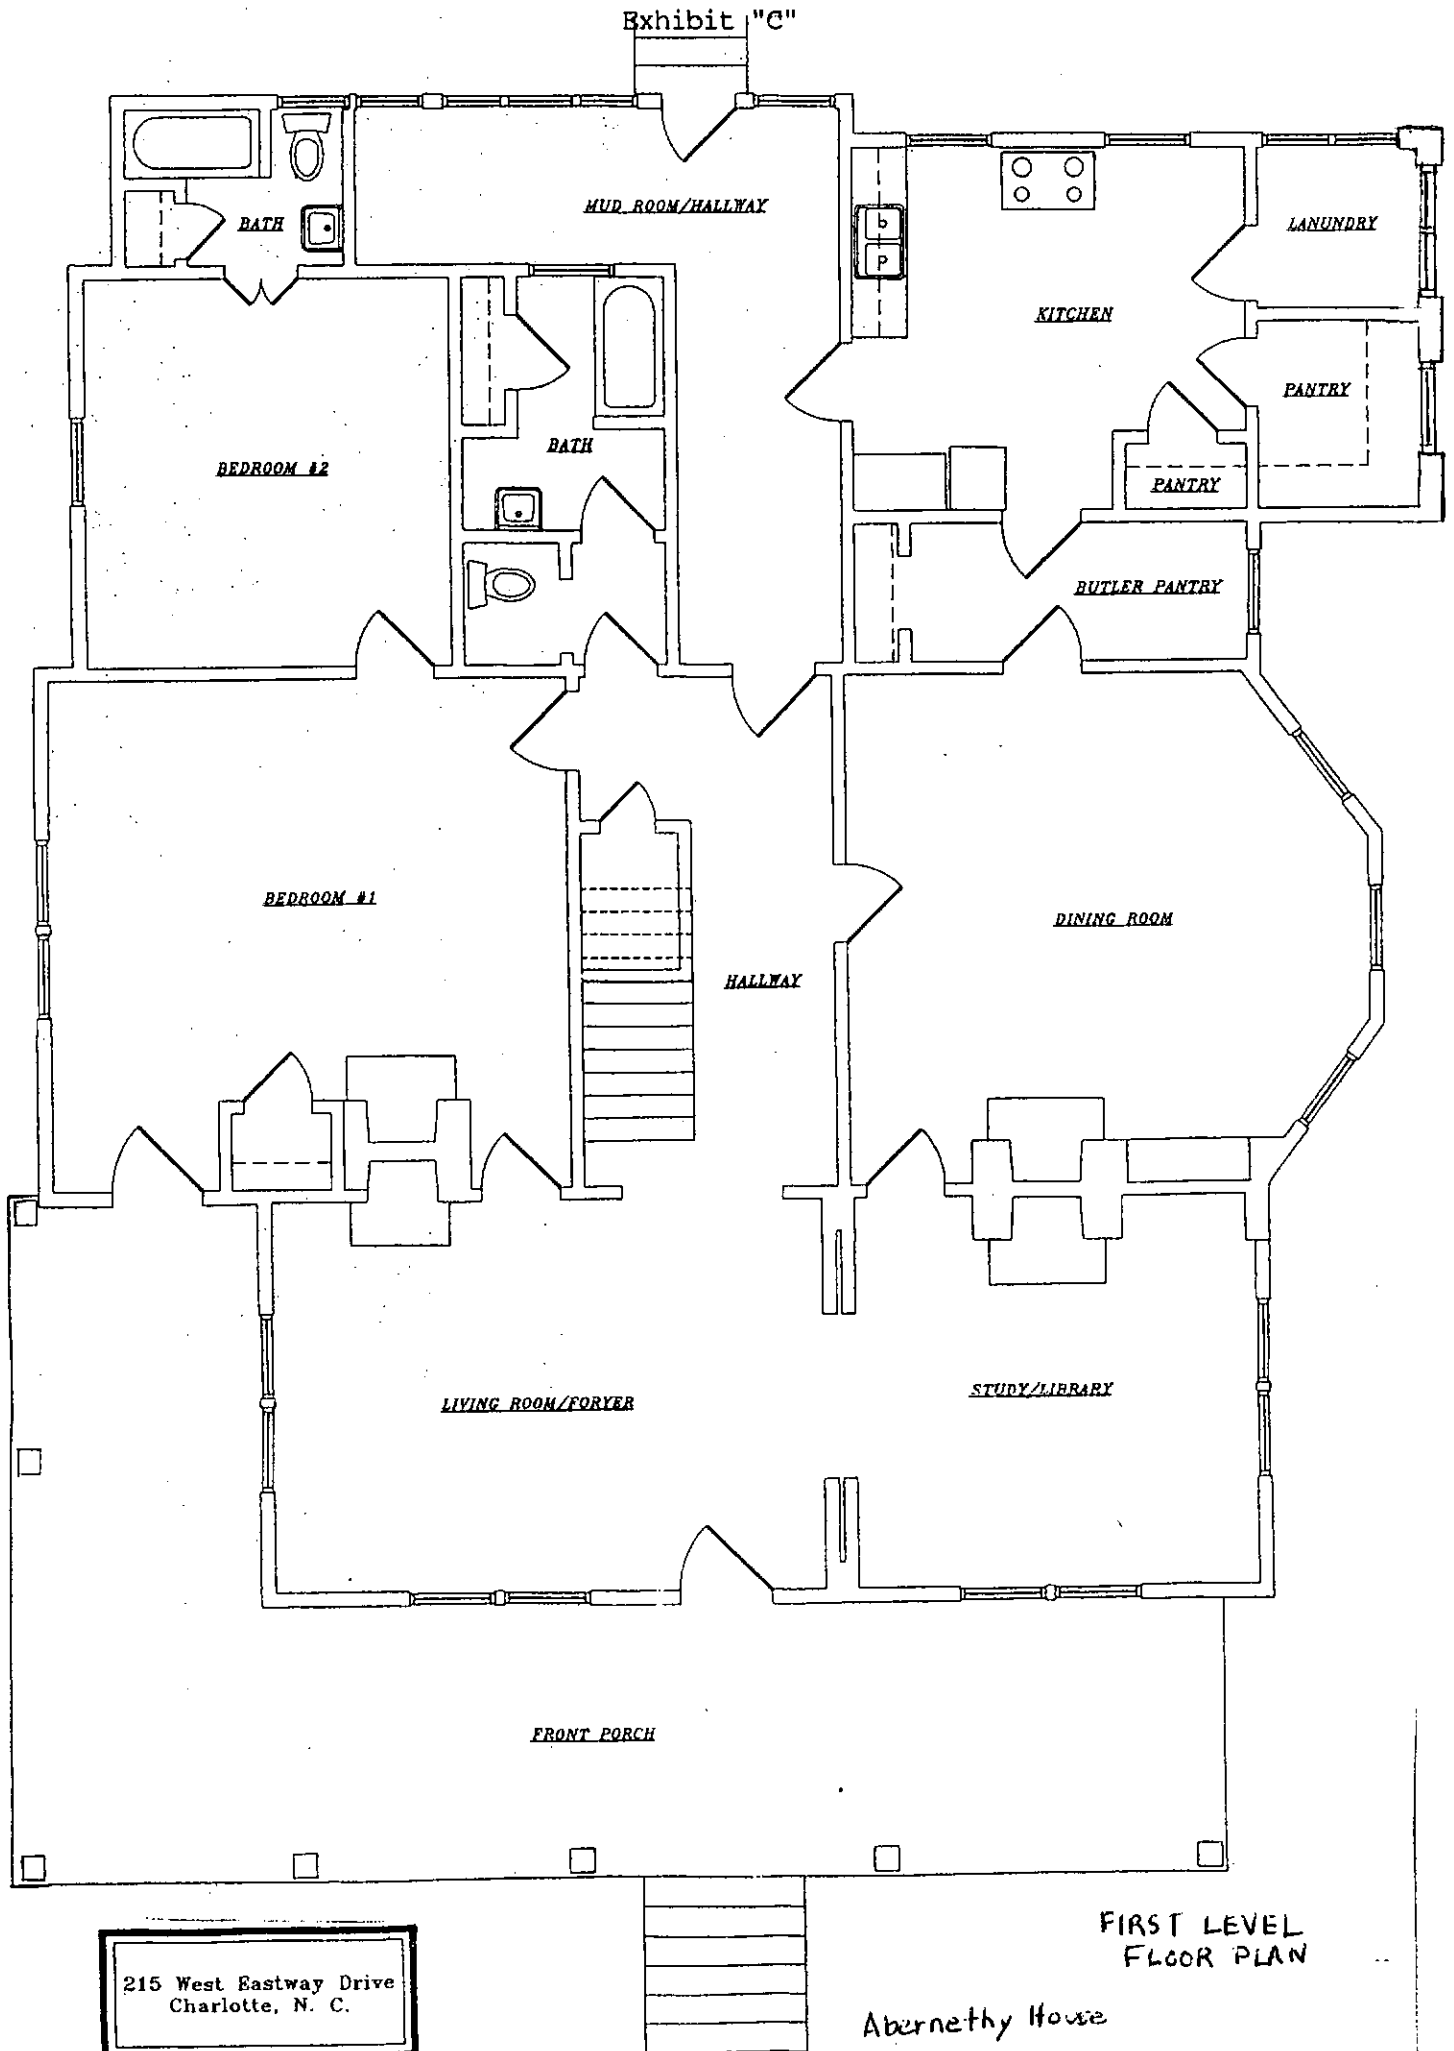 Exhibit "C"
MUD ROOM/HALLWAY
BATH
LANUNDRY
KITCHEN
PANTRY
BATH
BEDROOM #2
PANTRY
BUTLER PANTRY
BEDROOM #1
DINING ROOM
HALLWAY
LIVING ROOM/FORYER
STUDY/LIBRARY
FRONT PORCH
FIRST LEVEL
FLOOR PLAN
215 West Eastway Drive
Charlotte, N. C.
Abernethy House